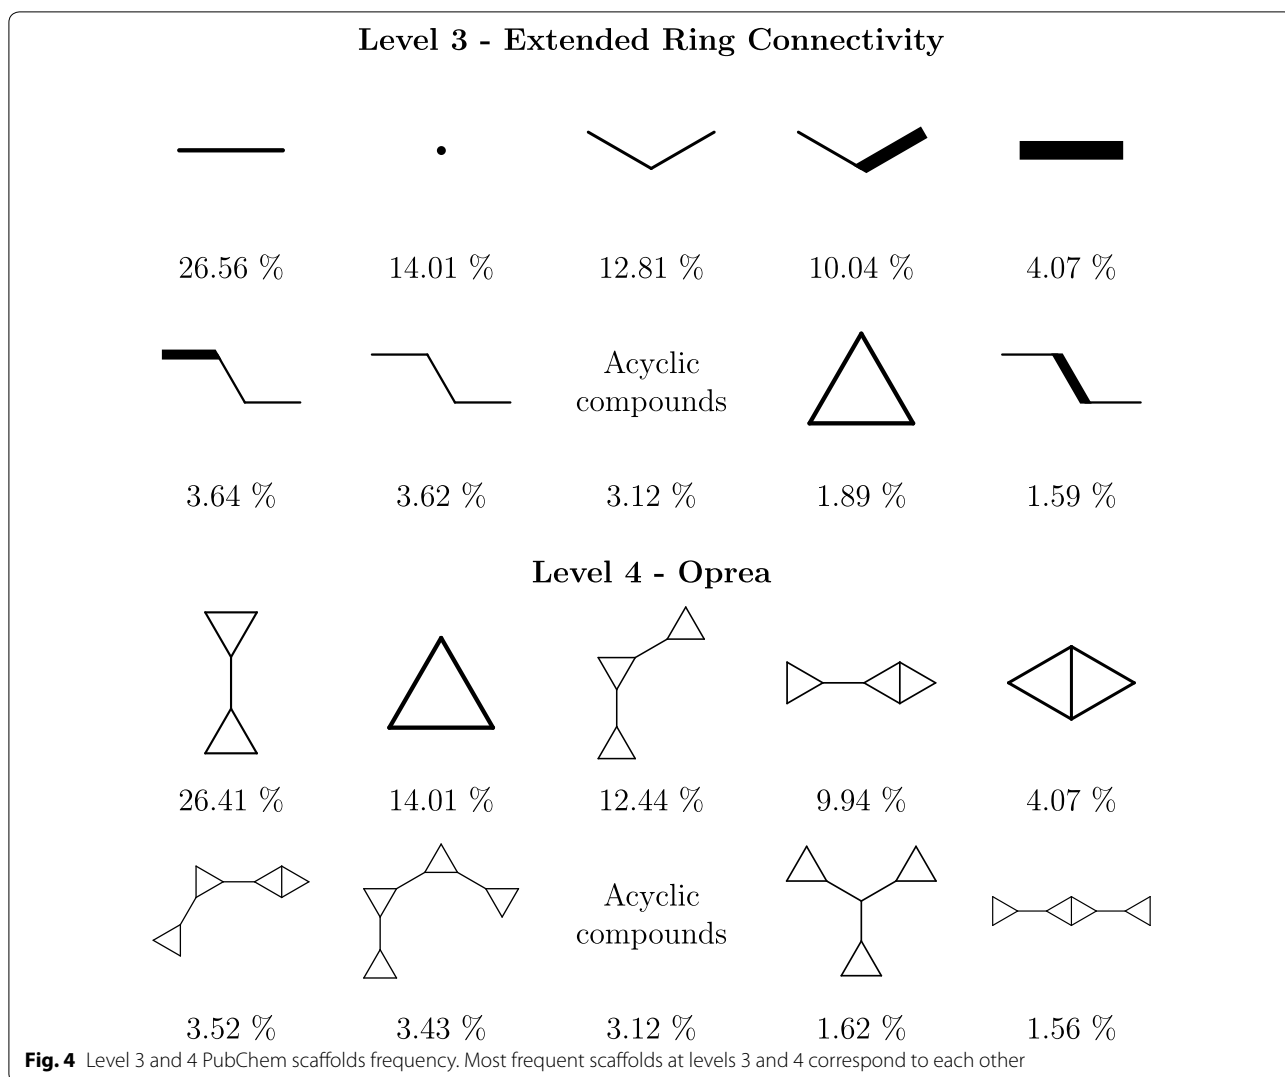 Level 3 - Extended Ring Connectivity
26.56 % 14.01 % 12.81 % 10.04 % 4.07 %
Acyclic
compounds
3.64 % 3.62 % 3.12 % 1.89 % 1.59 %
Level 4 - Oprea
26.41 % 14.01 % 12.44 % 9.94 % 4.07 %
Acyclic
compounds
3.52 % 3.43 % 3.12 % 1.62 % 1.56 %
Fig. 4 Level 3 and 4 PubChem scaffolds frequency. Most frequent scaffolds at levels 3 and 4 correspond to each other